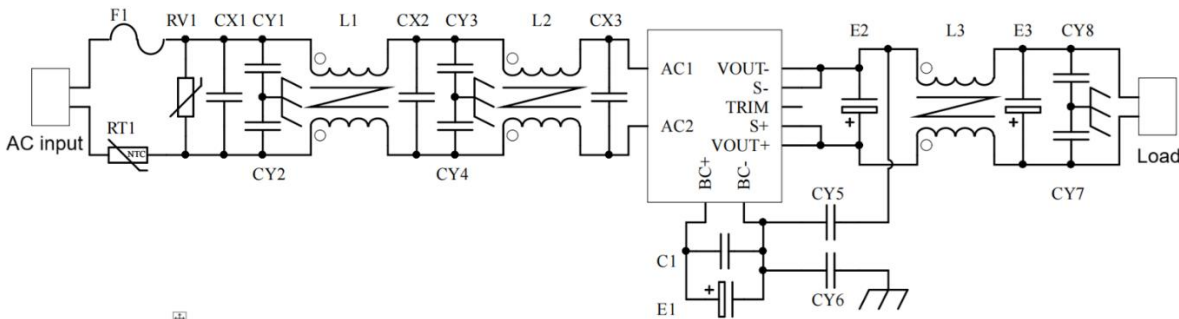 F1 RV1 CX1 CY1 L1 CX2 CY3 L2 CX3 E2 L3 E3 CY8
AC1 VOUT-
S-
TRIM
AC2 S+
VOUT+
RT1
NTC
AC input
CY2 CY4
BC+ BC-
+ +
Load
CY7
CY5
C1
CY6
+
E1